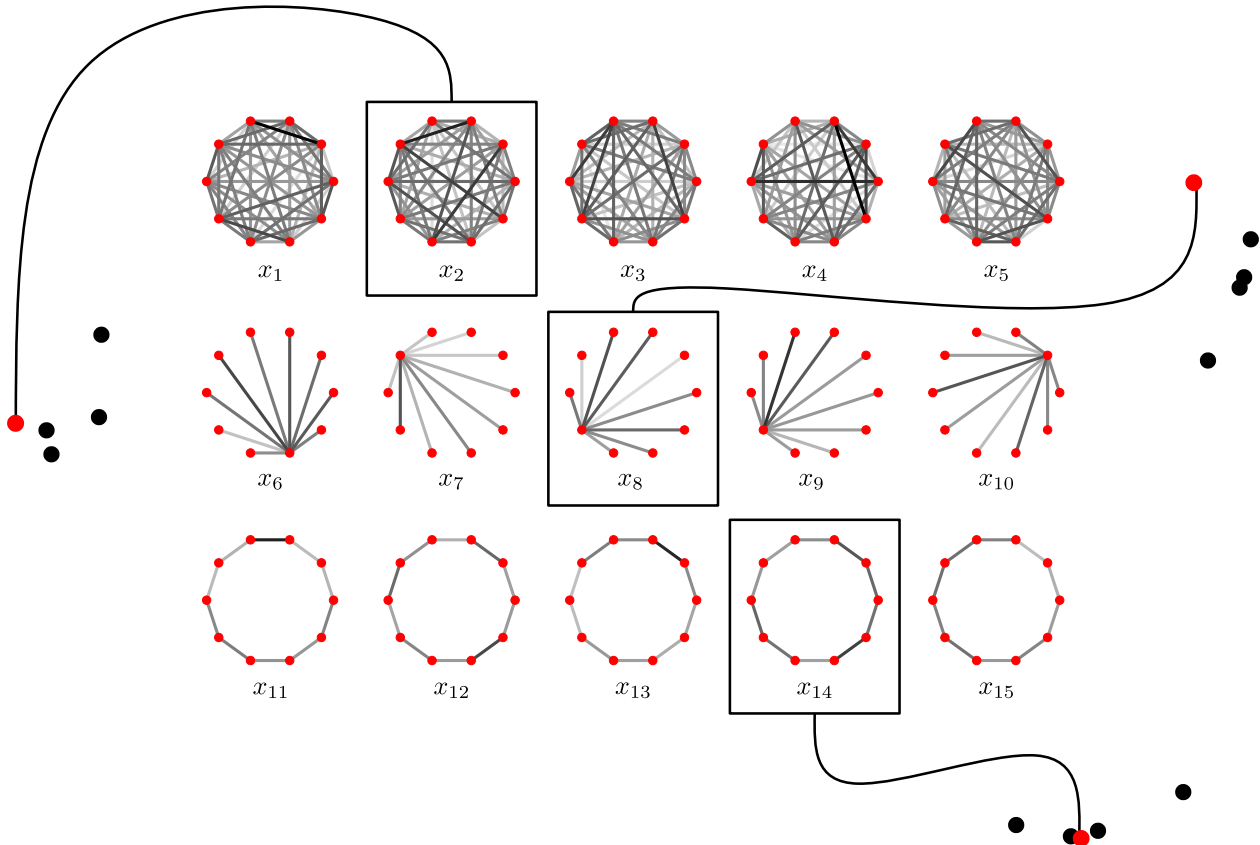 x₁ x₂ x₃ x₄ x₅
x₆ x₇ x₈ x₉ x₁₀
x₁₁ x₁₂ x₁₃ x₁₄ x₁₅